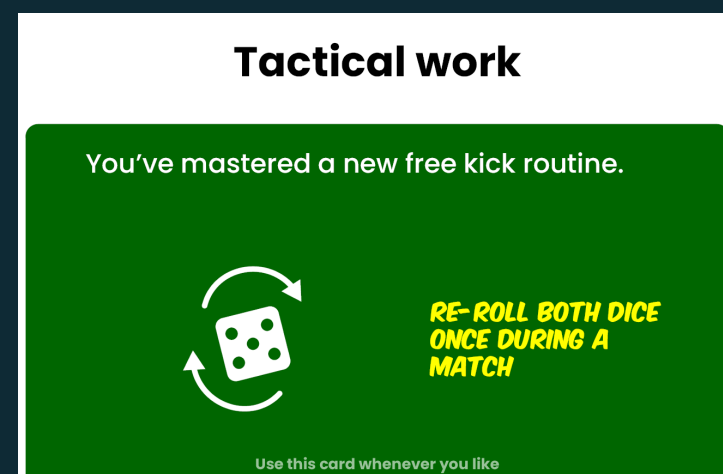 Tactical work
You’ve mastered a new free kick routine.
RE-ROLL BOTH DICE
ONCE DURING A
MATCH
Use this card whenever you like